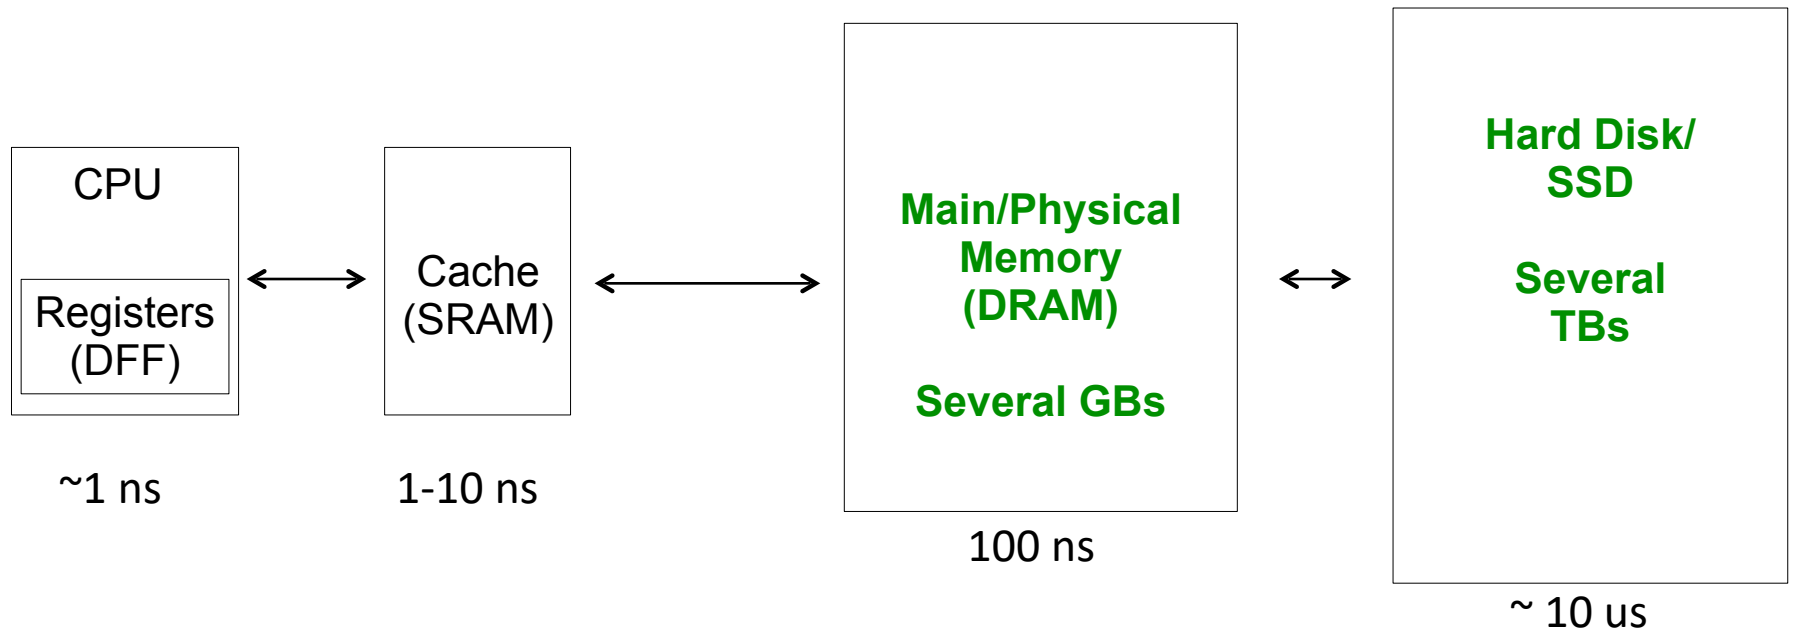 CPU
Registers
(DFF)
~1 ns
Cache
(SRAM)
1-10 ns
Main/Physical
Memory
(DRAM)
Several GBs
100 ns
Hard Disk/
SSD
Several
TBs
~ 10 us